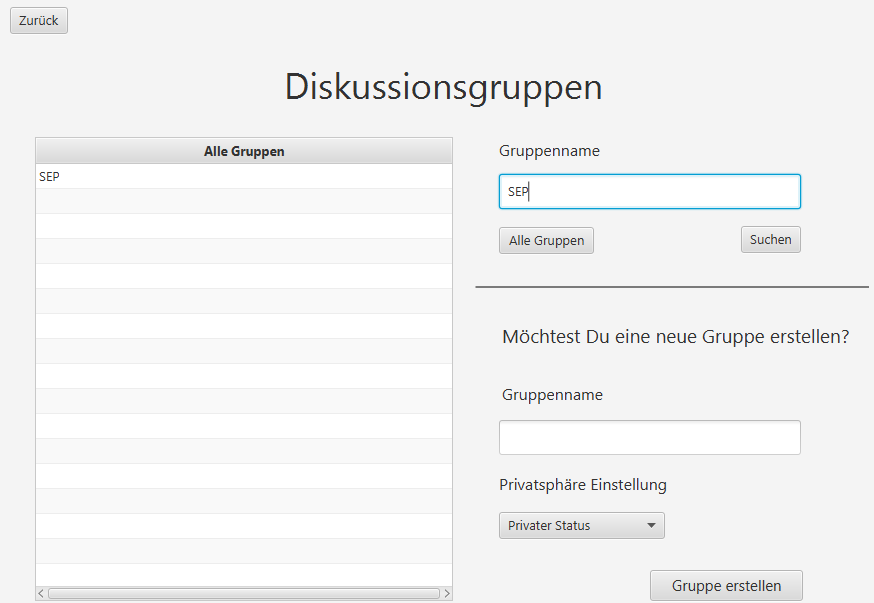 Zurück
Diskussionsgruppen
Alle Gruppen
SEP
Gruppenname
SEP
Alle Gruppen
Suchen
Möchtest Du eine neue Gruppe erstellen?
Gruppenname
Privatsphäre Einstellung
Privater Status
Gruppe erstellen